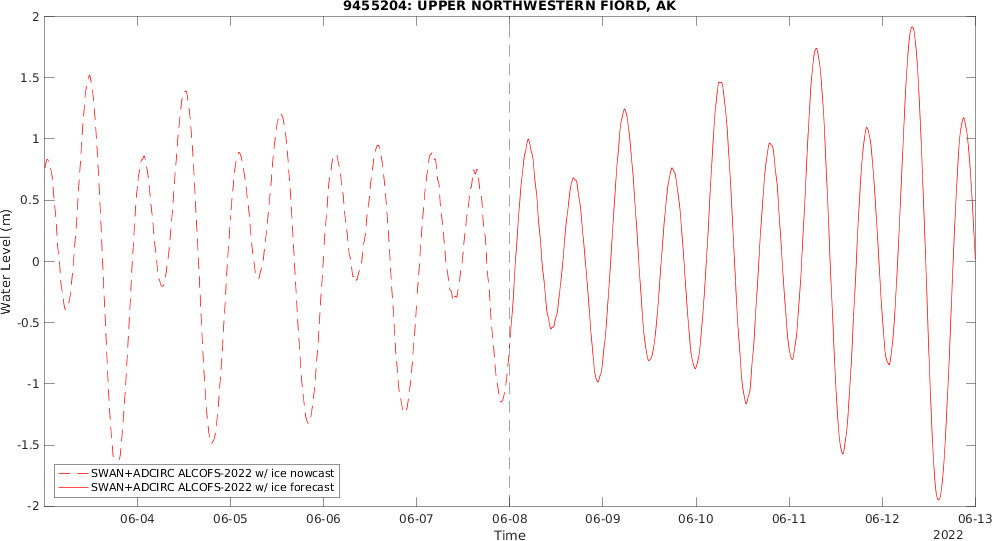 9455204: UPPER NORTHWESTERN FIORD, AK
2
1.5
1
0.5
0
-0.5
-1
-1.5
-2
Water Level (m)
SWAN+ADCIRC ALCOFS-2022 w/ ice nowcast
SWAN+ADCIRC ALCOFS-2022 w/ ice forecast
06-04 06-05 06-06 06-07 06-08 06-09 06-10 06-11 06-12 06-13
Time
2022